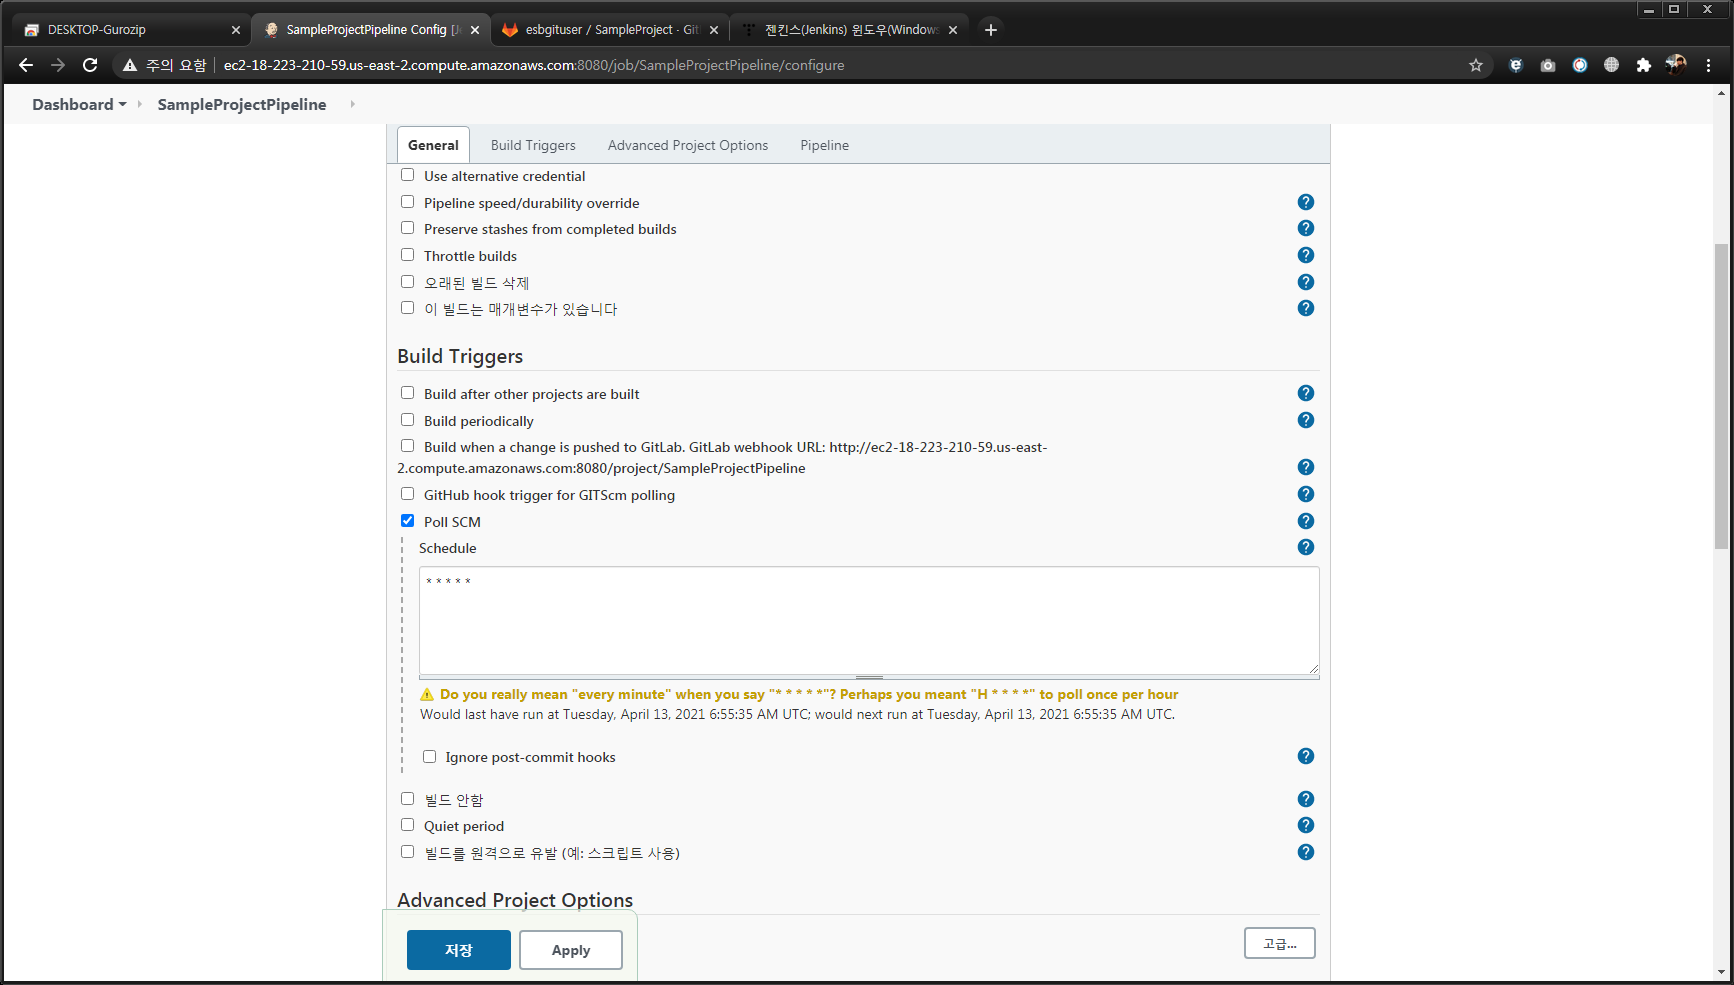 DESKTOP-Gurozip
SampleProjectPipeline Config [Je
esbgituser / SampleProject · Git
젠킨스(Jenkins) 윈도우(Windows
주의 요함
ec2-18-223-210-59.us-east-2.compute.amazonaws.com:8080/job/SampleProjectPipeline/configure
Dashboard
SampleProjectPipeline
General
Build Triggers
Advanced Project Options
Pipeline
Use alternative credential
Pipeline speed/durability override
Preserve stashes from completed builds
Throttle builds
오래된 빌드 삭제
이 빌드는 매개변수가 있습니다
Build Triggers
Build after other projects are built
Build periodically
Build when a change is pushed to GitLab. GitLab webhook URL: http://ec2-18-223-210-59.us-east-
2.compute.amazonaws.com:8080/project/SampleProjectPipeline
GitHub hook trigger for GITScm polling
Poll SCM
Schedule
* * * * *
Do you really mean "every minute" when you say "* * * * *"? Perhaps you meant "H * * * *" to poll once per hour
Would last have run at Tuesday, April 13, 2021 6:55:35 AM UTC; would next run at Tuesday, April 13, 2021 6:55:35 AM UTC.
Ignore post-commit hooks
빌드 안함
Quiet period
빌드를 원격으로 유발 (예: 스크립트 사용)
Advanced Project Options
저장
Apply
고급...